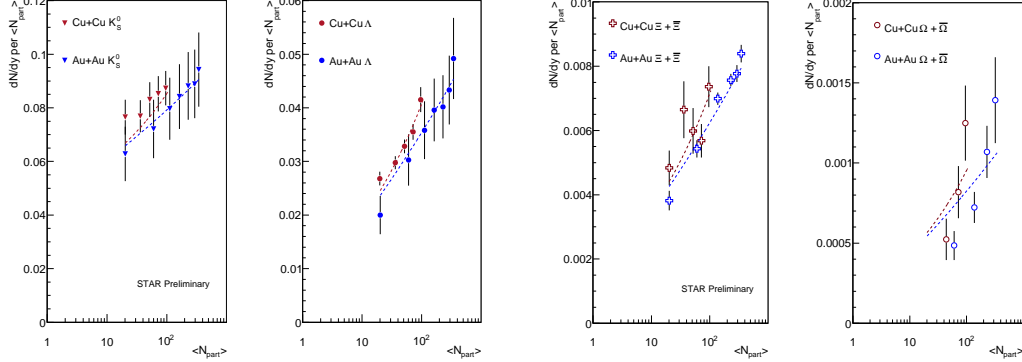 dN/dy per <N_part>
0.12
0.1
0.08
0.06
0.04
0.02
0
Cu+Cu K_S^0
Au+Au K_S^0
STAR Preliminary
1 10 10^2
<N_part>
dN/dy per <N_part>
0.06
0.05
0.04
0.03
0.02
0.01
0
Cu+Cu Λ
Au+Au Λ
1 10 10^2
<N_part>
dN/dy per <N_part>
0.01
0.008
0.006
0.004
0.002
0
Cu+Cu Ξ + Ξ̅
Au+Au Ξ + Ξ̅
STAR Preliminary
1 10 10^2
<N_part>
dN/dy per <N_part>
0.002
0.0015
0.001
0.0005
0
Cu+Cu Ω + Ω̅
Au+Au Ω + Ω̅
1 10 10^2
<N_part>